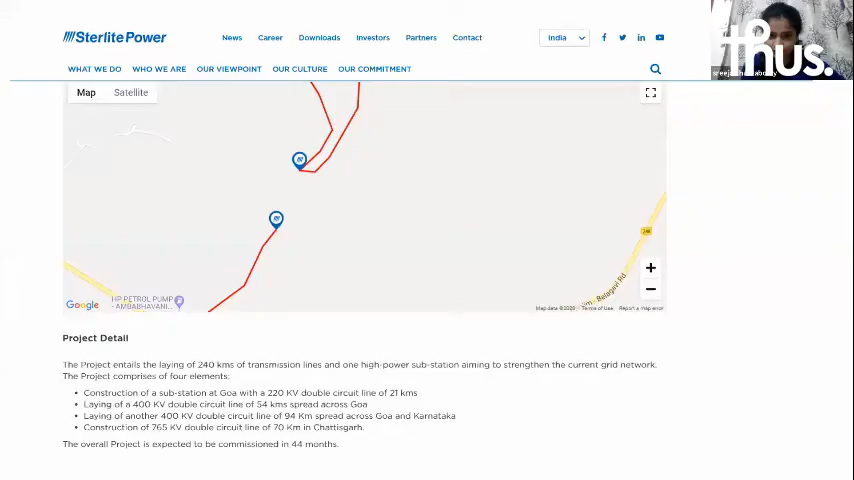 SterlitePower
News Career Downloads Investors Partners Contact
India
WHAT WE DO WHO WE ARE OUR VIEWPOINT OUR CULTURE OUR COMMITMENT
thus.
Map Satellite
HP PETROL PUMP
- AMBABHAVANI...
Google
Belagavi Rd
Map data ©2020 Terms of Use Report a map error
Project Detail
The Project entails the laying of 240 kms of transmission lines and one high-power sub-station aiming to strengthen the current grid network.
The Project comprises of four elements:
• Construction of a sub-station at Goa with a 220 KV double circuit line of 21 kms
• Laying of a 400 KV double circuit line of 54 kms spread across Goa
• Laying of another 400 KV double circuit line of 94 Km spread across Goa and Karnataka
• Construction of 765 KV double circuit line of 70 Km in Chattisgarh.
The overall Project is expected to be commissioned in 44 months.